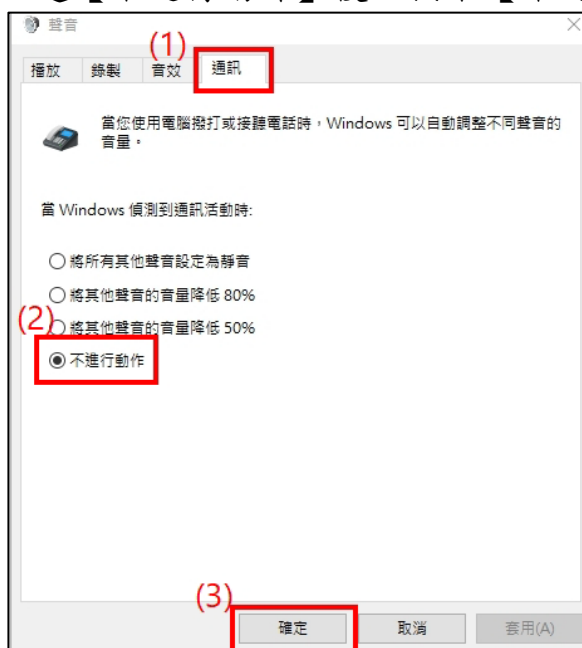 聲音
(1)
播放 錄製 音效 通訊
當您使用電腦撥打或接聽電話時，Windows 可以自動調整不同聲音的
音量。
當 Windows 偵測到通訊活動時:
將所有其他聲音設定為靜音
將其他聲音的音量降低 80%
(2)
將其他聲音的音量降低 50%
不進行動作
(3)
確定 取消 套用(A)